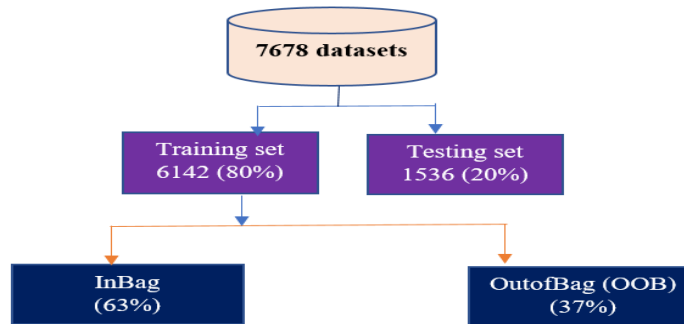 7678 datasets
Training set
6142 (80%)
Testing set
1536 (20%)
InBag
(63%)
OutofBag (OOB)
(37%)